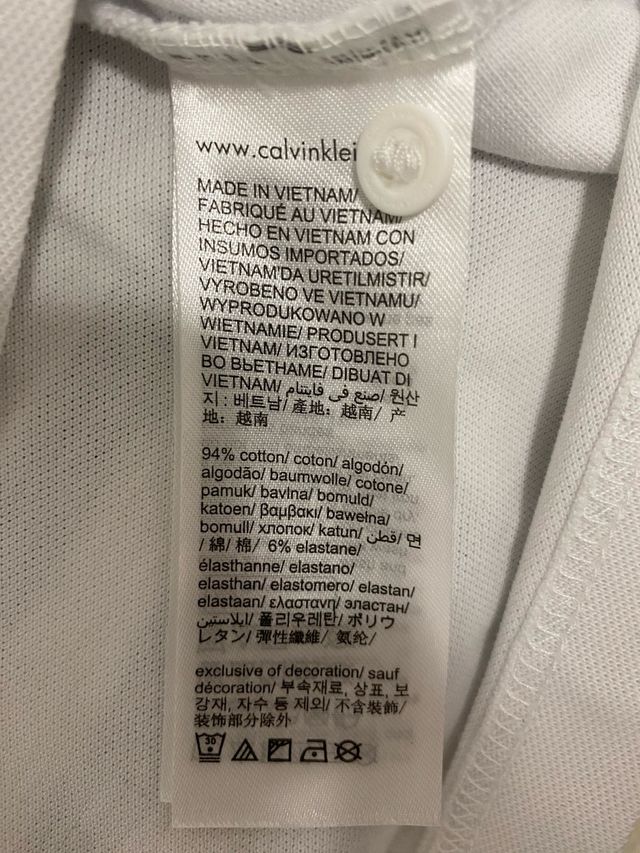 www.calvinklei
MADE IN VIETNAM/
FABRIQUÉ AU VIETNAM/
HECHO EN VIETNAM CON
INSUMOS IMPORTADOS/
VIETNAM'DA URETILMISTIR/
VYROBENO VE VIETNAMU/
WYPRODUKOWANO W
WIETNAMIE/ PRODUSERT I
VIETNAM/ ИЗГОТОВЛЕНО
ВО ВЬЕТНАМЕ/ DIBUAT DI
VIETNAM/ صنع في فايتنام/ 원산
지 : 베트남/ 產地：越南/ 产
地：越南
94% cotton/ coton/ algodón/
algodão/ baumwolle/ cotone/
pamuk/ bavlna/ bomuld/
katoen/ βαμβακι/ bawełna/
bomull/ хлопок/ katun/ قطن/ 면
/ 綿/ 棉/ 6% elastane/
élasthanne/ elastano/
elasthan/ elastomero/ elastan/
elastaan/ ελαστανη/ эластан/
ايلاستين/ 폴리우레탄/ ポリウ
レタン/ 彈性纖維/ 氨纶/
exclusive of decoration/ sauf
décoration/ 부속재료, 상표, 보
강재, 자수 등 제외/ 不含裝飾/
装饰部分除外
30